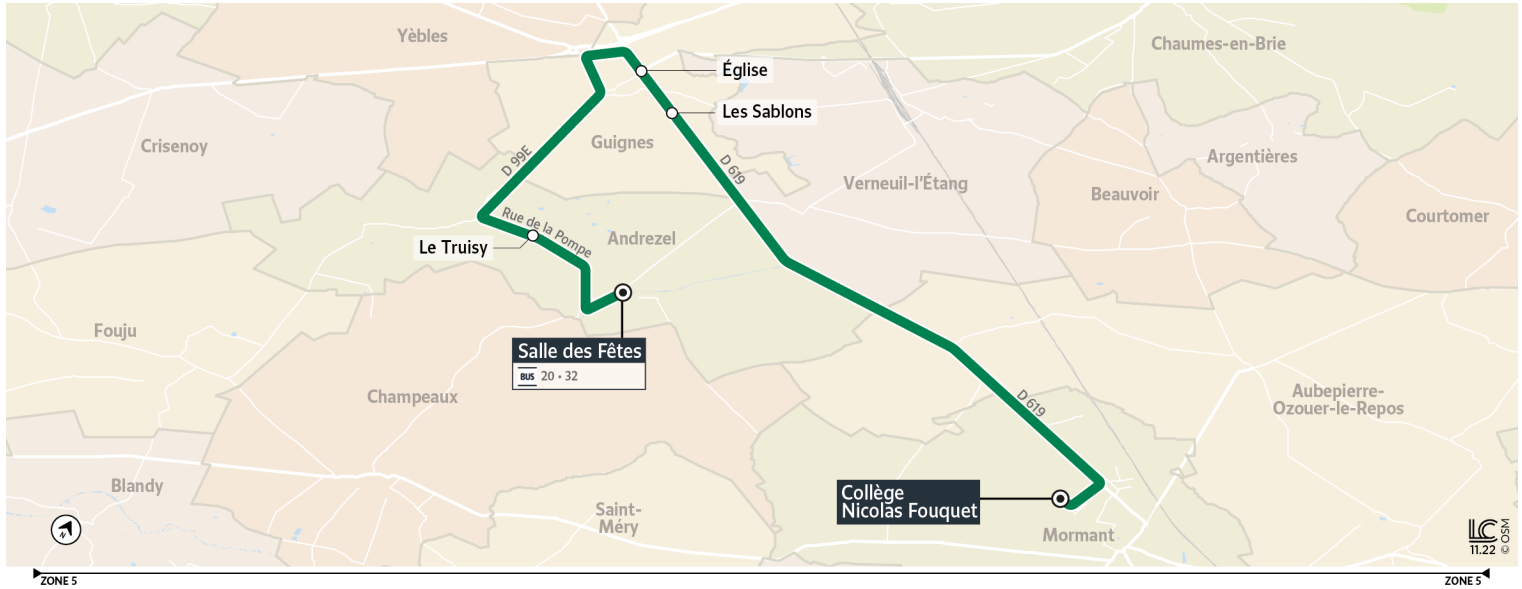 Yèbles
Chaumes-en-Brie
Église
Les Sablons
Crisenoy
Guignes
D 99E
D 619
Argentières
Verneuil-l'Étang
Beauvoir
Courtomer
Rue de la Pompe
Andrezel
Le Truisy
Fouju
Salle des Fêtes
BUS 20 • 32
Champeaux
D 619
Aubepierre-
Ozouer-le-Repos
Blandy
Collège
Nicolas Fouquet
Saint-
Méry
Mormant
N
LC
11.22
© OSM
ZONE 5
ZONE 5